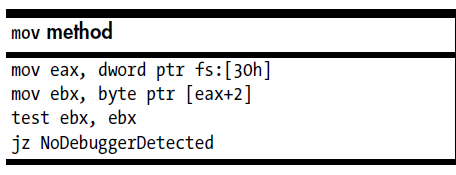 mov method
mov eax, dword ptr fs:[30h]
mov ebx, byte ptr [eax+2]
test ebx, ebx
jz NoDebuggerDetected